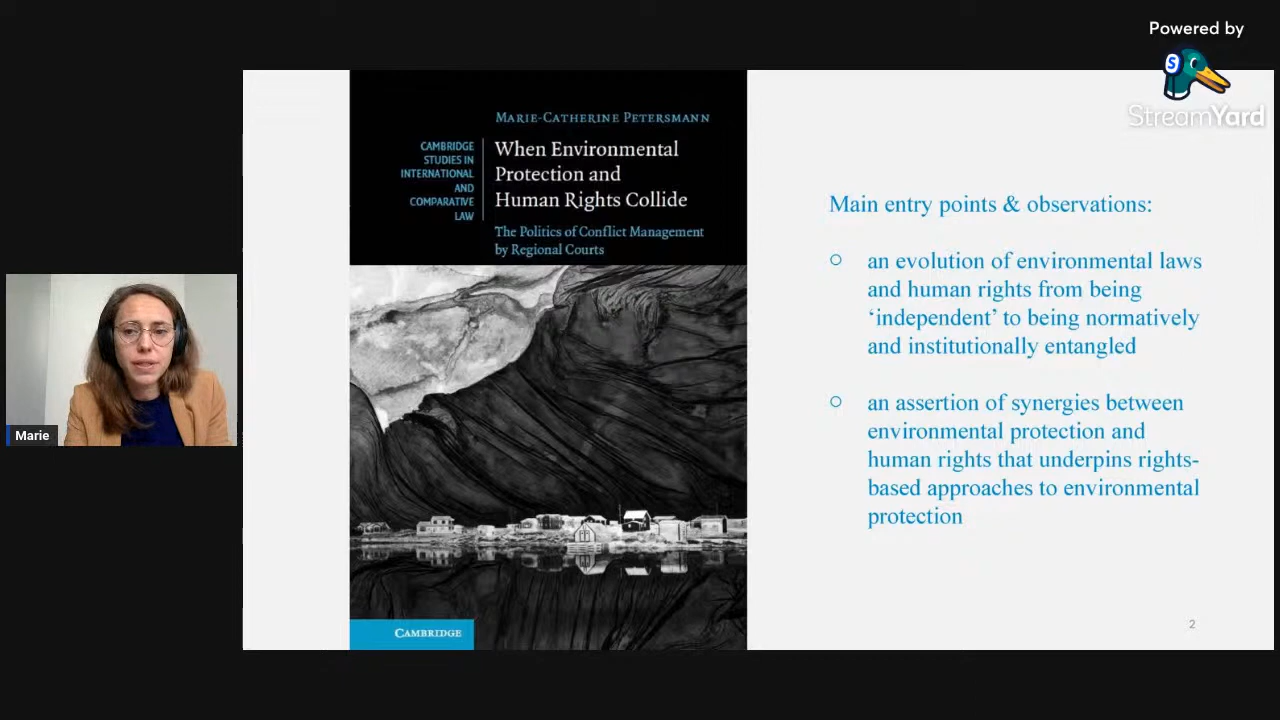 Powered by
S
StreamYard
MARIE-CATHERINE PETERSMANN
CAMBRIDGE
STUDIES IN
INTERNATIONAL
AND
COMPARATIVE
LAW
When Environmental
Protection and
Human Rights Collide
The Politics of Conflict Management
by Regional Courts
CAMBRIDGE
Main entry points & observations:
an evolution of environmental laws
and human rights from being
‘independent’ to being normatively
and institutionally entangled
an assertion of synergies between
environmental protection and
human rights that underpins rights-
based approaches to environmental
protection
2
Marie